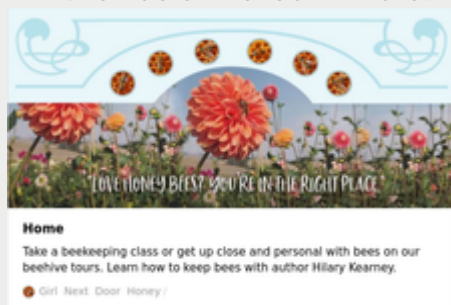 "LOVE HONEY BEES? YOU'RE IN THE RIGHT PLACE"
Home
Take a beekeeping class or get up close and personal with bees on our
beehive tours. Learn how to keep bees with author Hilary Kearney.
Girl Next Door Honey /